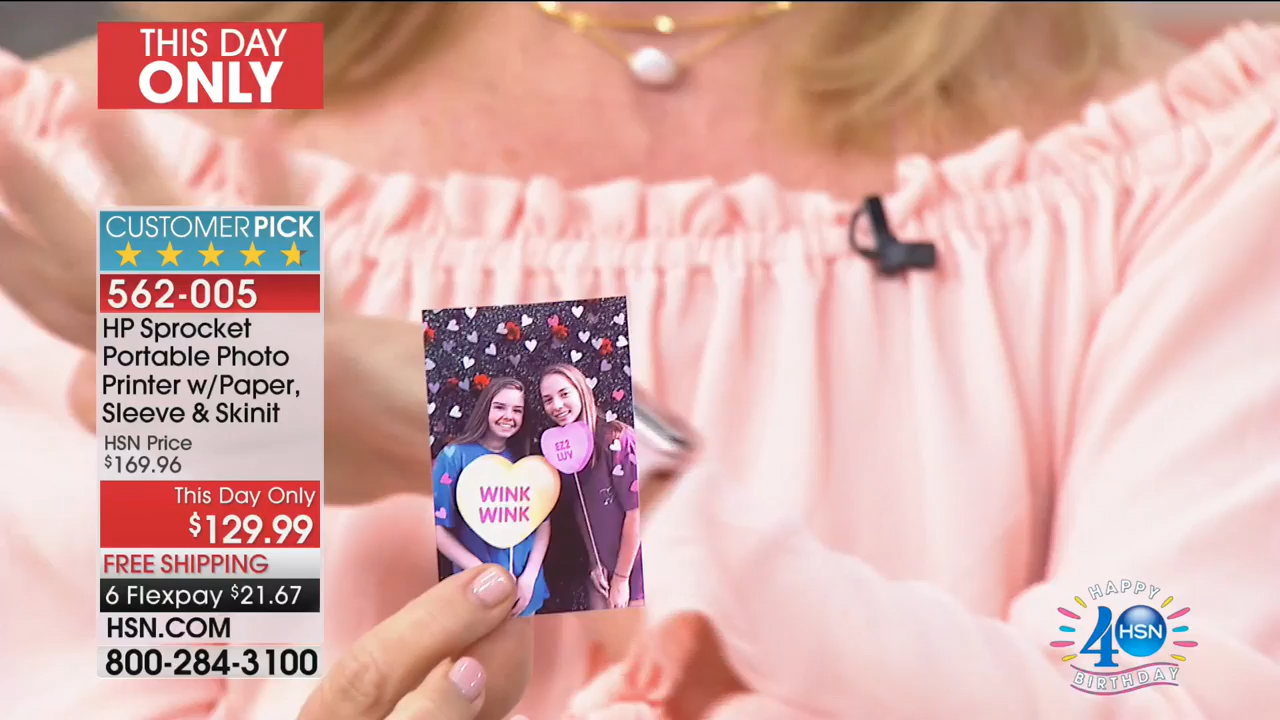 THIS DAY
ONLY
CUSTOMER PICK
562-005
HP Sprocket
Portable Photo
Printer w/Paper,
Sleeve & Skinit
HSN Price
$169.96
This Day Only
$129.99
FREE SHIPPING
6 Flexpay $21.67
HSN.COM
800-284-3100
WINK
WINK
EZ2
LUV
HAPPY
40
HSN
BIRTHDAY